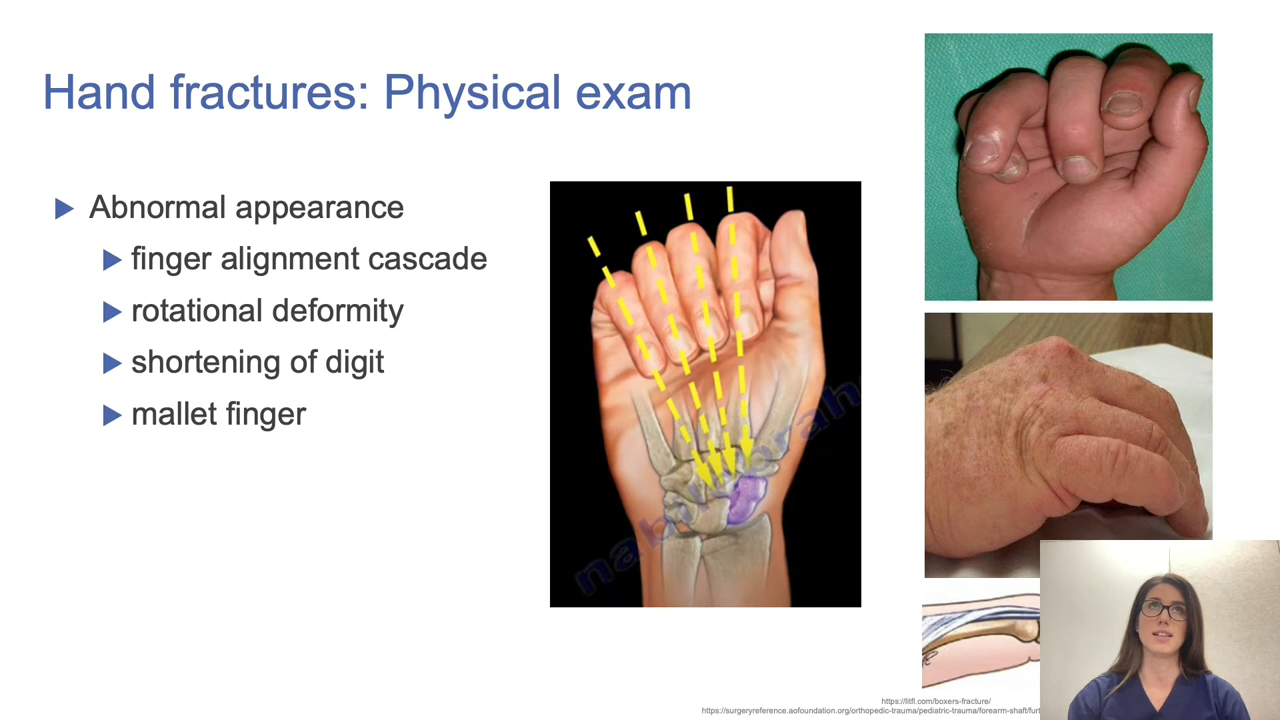 Hand fractures: Physical exam
Abnormal appearance
finger alignment cascade
rotational deformity
shortening of digit
mallet finger
https://litfl.com/boxers-fracture/
https://surgeryreference.aofoundation.org/orthopedic-trauma/pediatric-trauma/forearm-shaft/furt